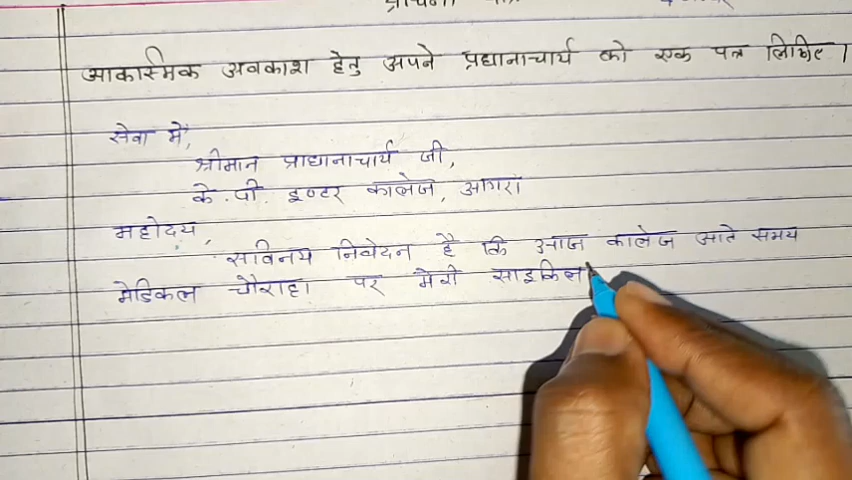 आकास्मिक अवकाश हेतु अपने प्रधानाचार्य को एक पत्र लिखिए।
सेवा में,
श्रीमान प्राधानाचार्य जी,
के. पी. इण्टर कालेज, आगरा
महोदय,
सविनय निवेदन है कि आज कालेज आते समय
मेडिकल चौराहा पर मेरी साइकिल